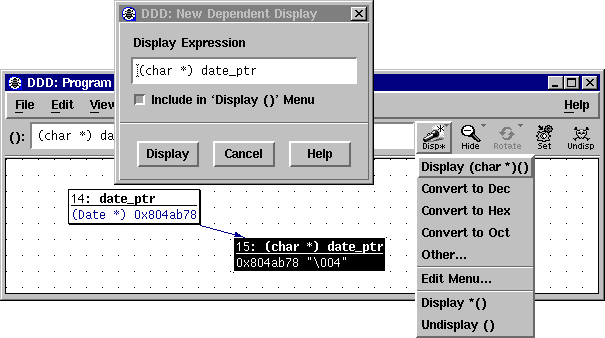 DDD: New Dependent Display
Display Expression
(char *) date_ptr
Include in ‘Display ()’ Menu
Display
Cancel
Help
DDD: Program
File
Edit
Help
():
(char *)
Disp*
Hide
Rotate
Set
Undisp
14: date_ptr
(Date *) 0x804ab78
15: (char *) date_ptr
0x804ab78 "\004"
Display (char *)()
Convert to Dec
Convert to Hex
Convert to Oct
Other...
Edit Menu...
Display *()
Undisplay ()